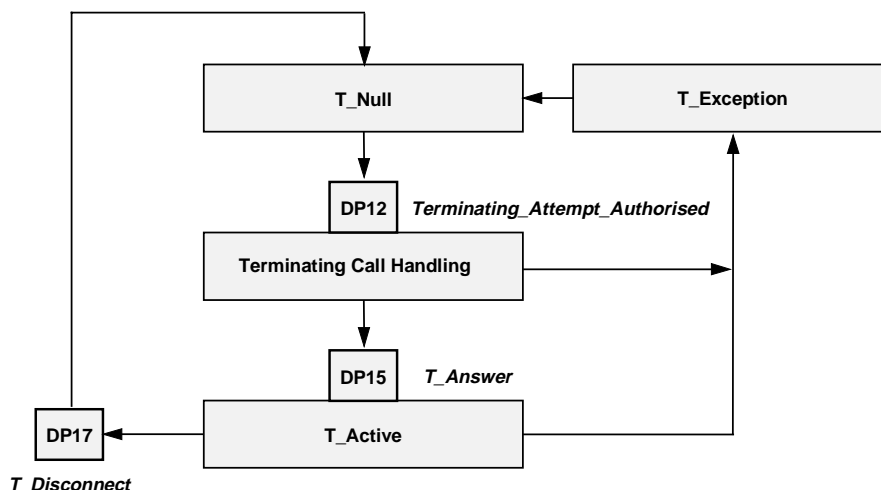 T_Null
T_Exception
DP12
Terminating_Attempt_Authorised
Terminating Call Handling
DP15
T_Answer
DP17
T_Active
T_Disconnect